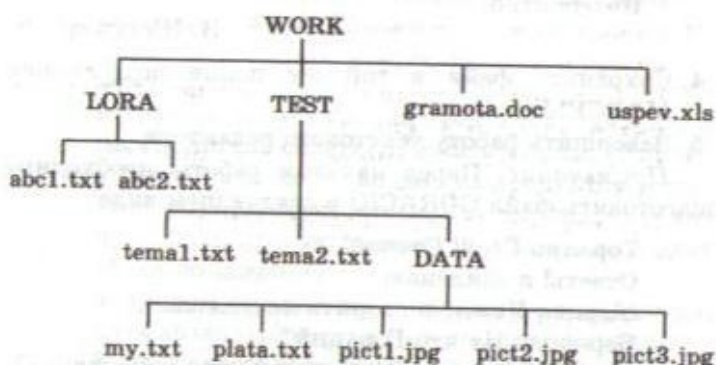 WORK
LORA TEST gramota.doc uspev.xls
abc1.txt abc2.txt
tema1.txt tema2.txt DATA
my.txt plata.txt pict1.jpg pict2.jpg pict3.jpg